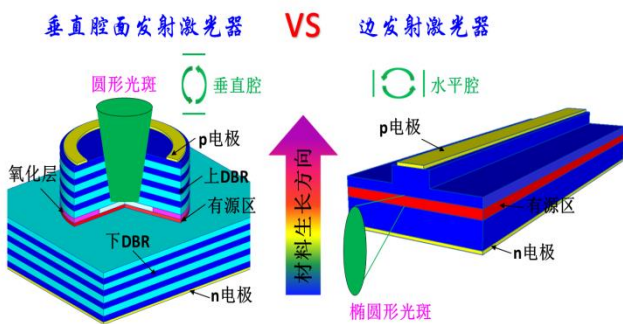 垂直腔面发射激光器 VS 边发射激光器
圆形光斑
垂直腔
水平腔
p电极
p电极
氧化层
上DBR
有源区
有源区
下DBR
n电极
n电极
材料生长方向
椭圆形光斑